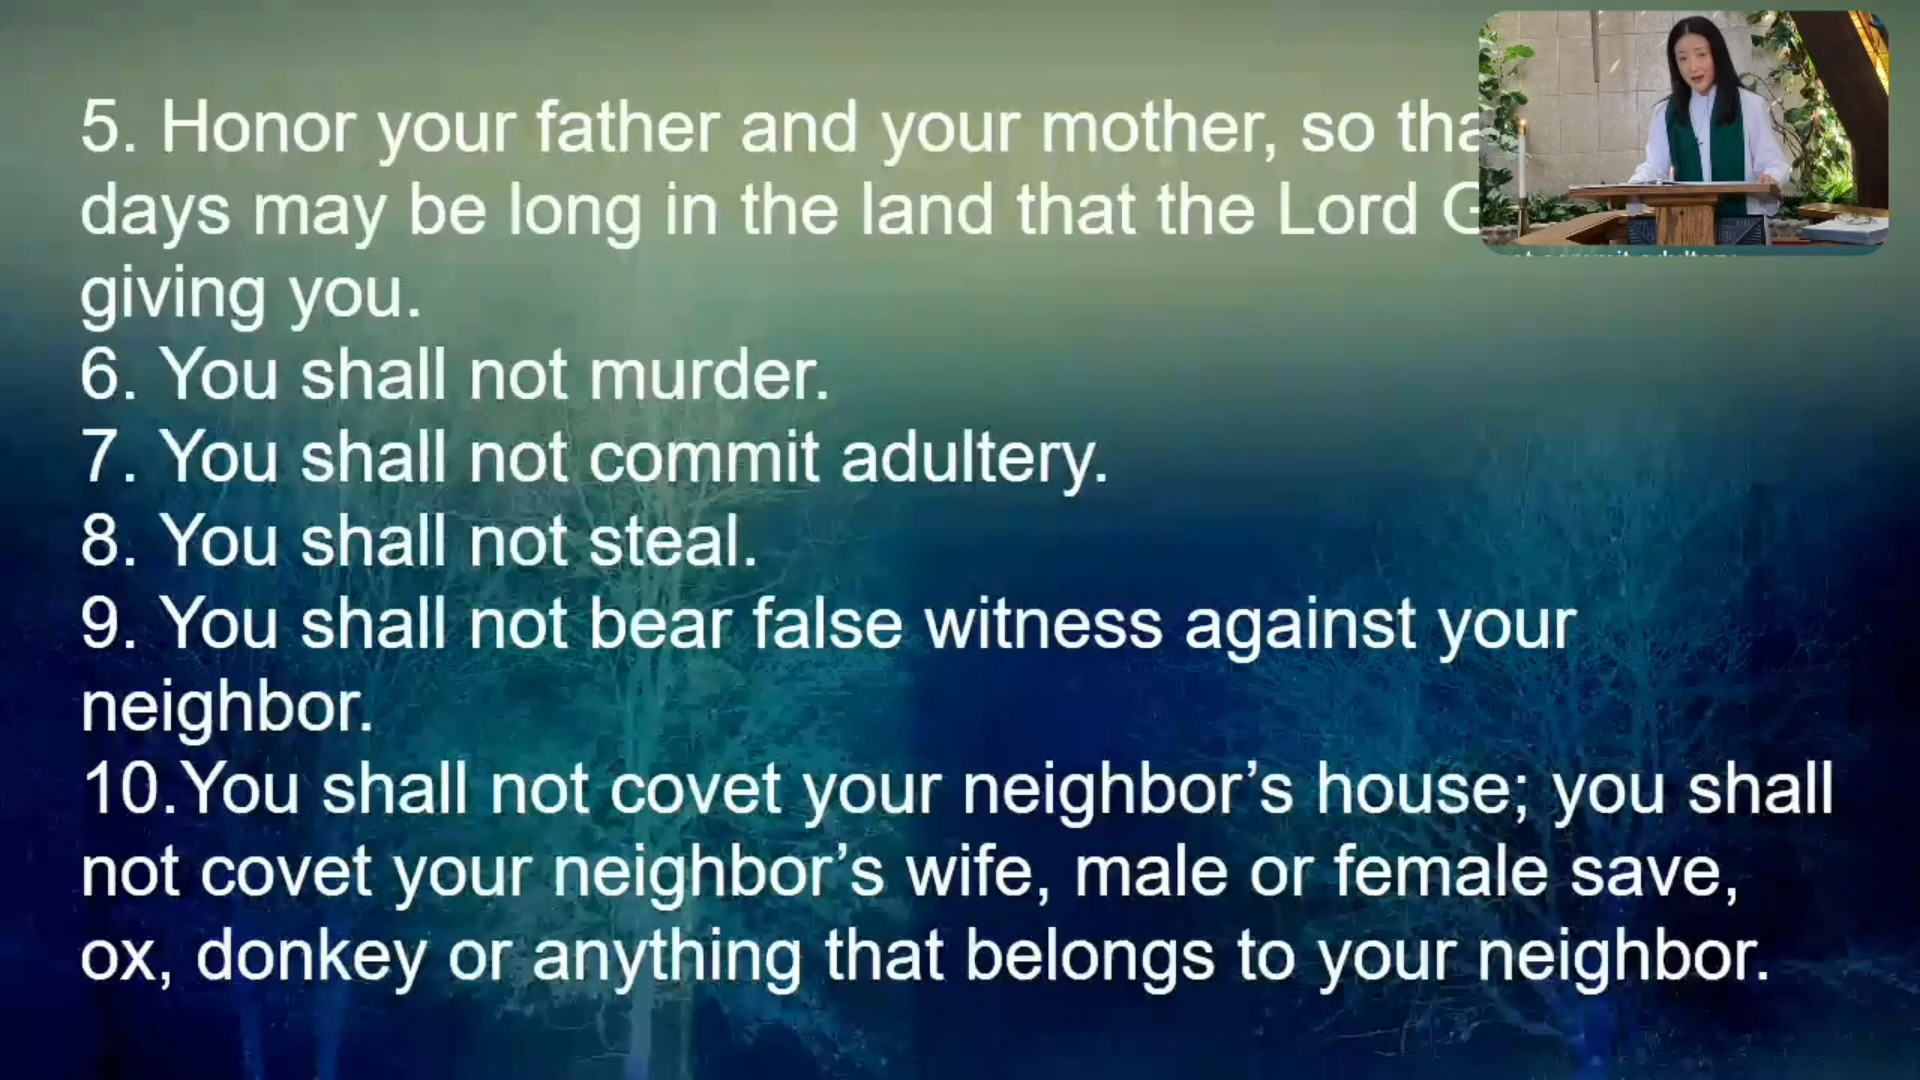 5. Honor your father and your mother, so
days may be long in the land that the Lord
giving you.
6. You shall not murder.
7. You shall not commit adultery.
8. You shall not steal.
9. You shall not bear false witness against your
neighbor.
10.You shall not covet your neighbor’s house; you shall
not covet your neighbor’s wife, male or female save,
ox, donkey or anything that belongs to your neighbor.